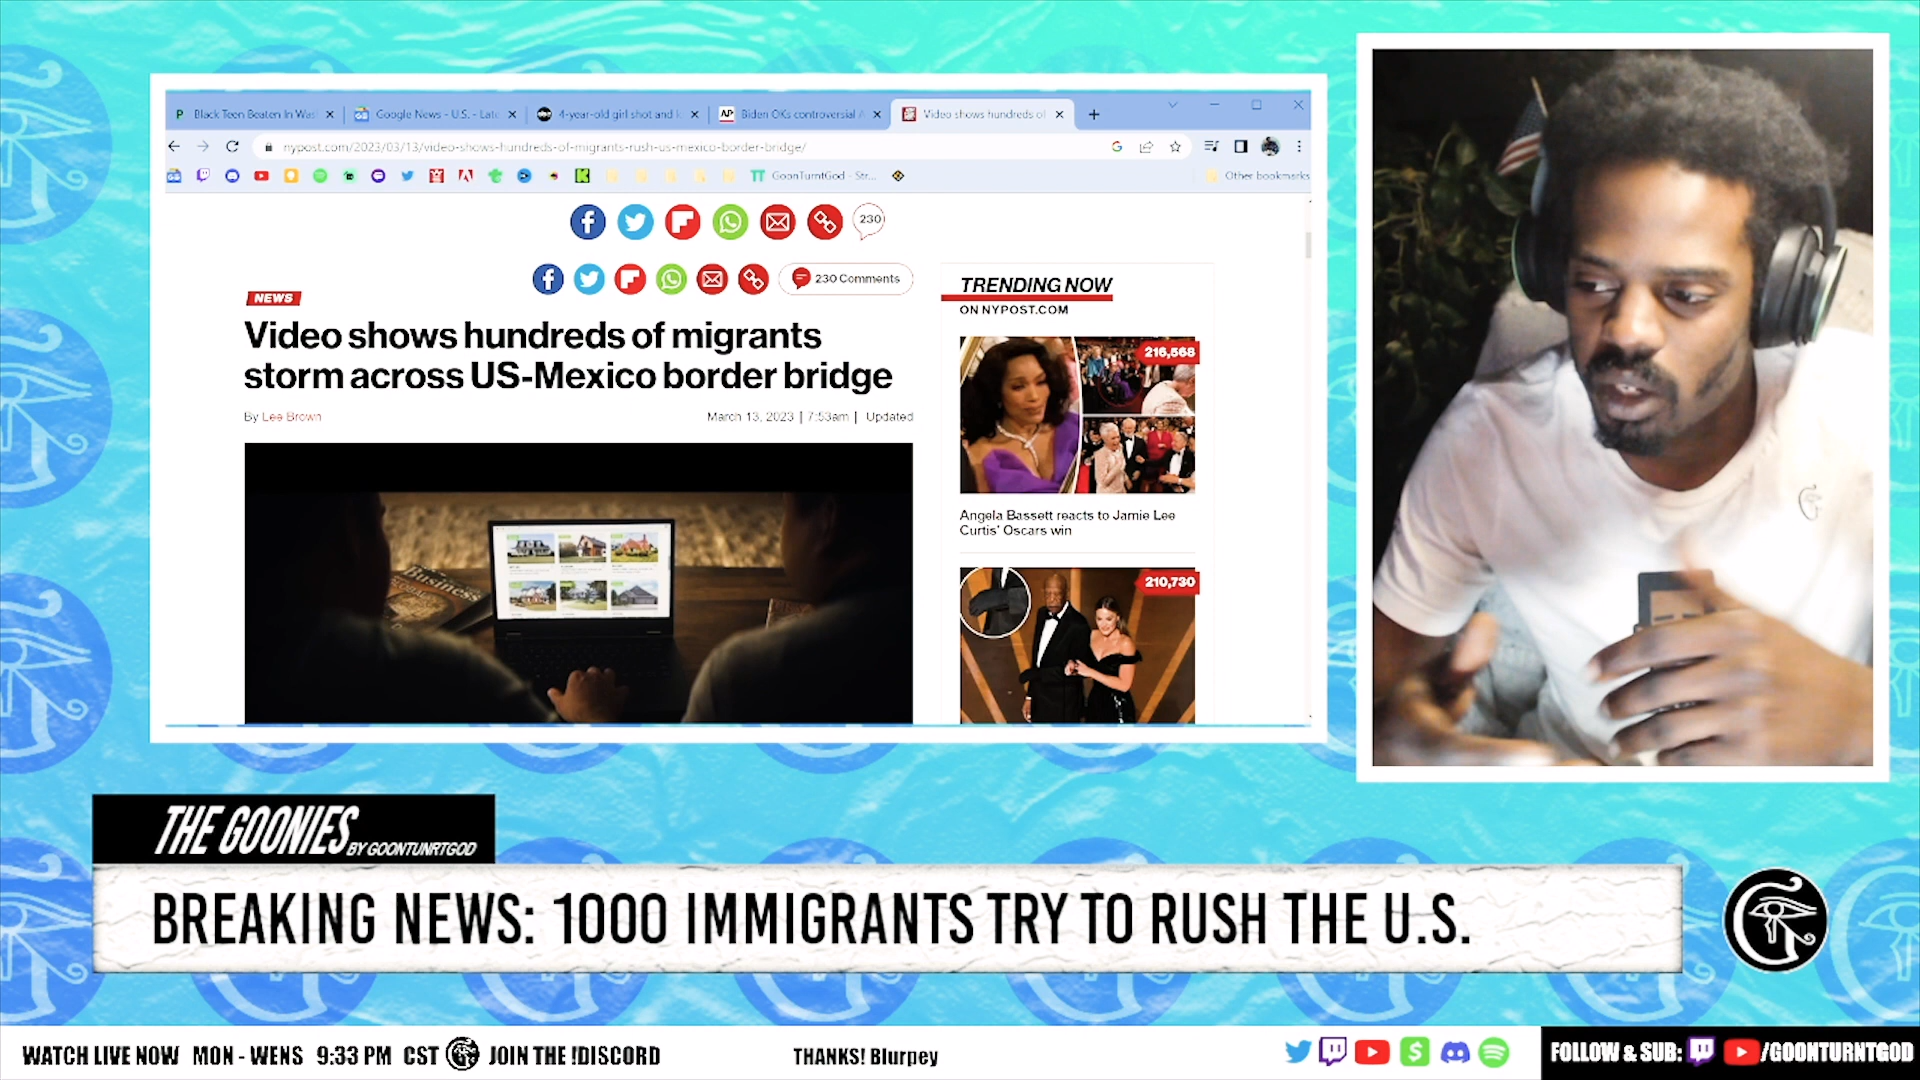 Black Teen Beaten In Was
Google News - U.S. - Late
4-year-old girl shot and k
AP
Biden OKs controversial A
Video shows hundreds of
nypost.com/2023/03/13/video-shows-hundreds-of-migrants-rush-us-mexico-border-bridge/
GoonTurntGod - Str...
Other bookmarks
230
230 Comments
NEWS
Video shows hundreds of migrants
storm across US-Mexico border bridge
By Lee Brown
March 13, 2023 | 7:53am | Updated
Business
TRENDING NOW
ON NYPOST.COM
216,568
Angela Bassett reacts to Jamie Lee
Curtis' Oscars win
210,730
THE GOONIES BY GOONTUNRTGOD
BREAKING NEWS: 1000 IMMIGRANTS TRY TO RUSH THE U.S.
WATCH LIVE NOW MON - WENS 9:33 PM CST JOIN THE !DISCORD
THANKS! Blurpey
FOLLOW & SUB: /GOONTURNTGOD